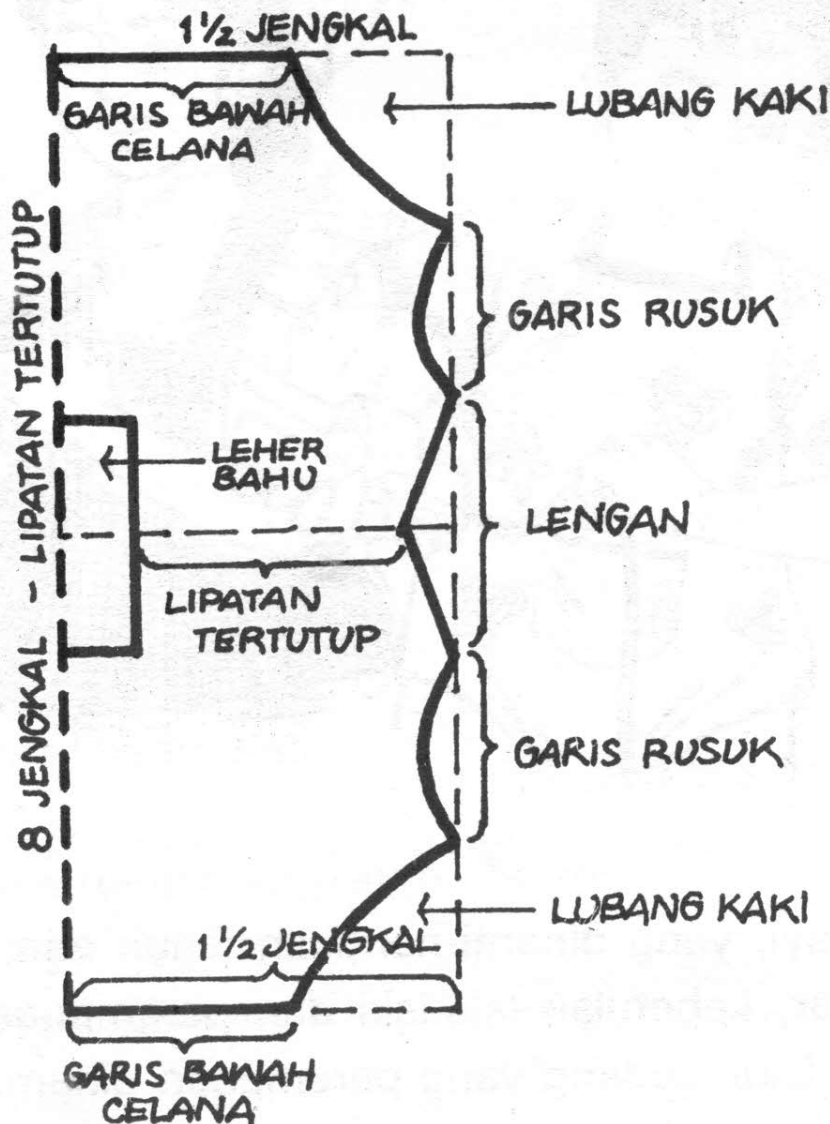 1½ JENGKAL
GARIS BAWAH
CELANA
LUBANG KAKI
8 JENGKAL - LIPATAN TERTUTUP
GARIS RUSUK
LEHER
BAHU
LENGAN
LIPATAN
TERTUTUP
GARIS RUSUK
LUBANG KAKI
1½ JENGKAL
GARIS BAWAH
CELANA